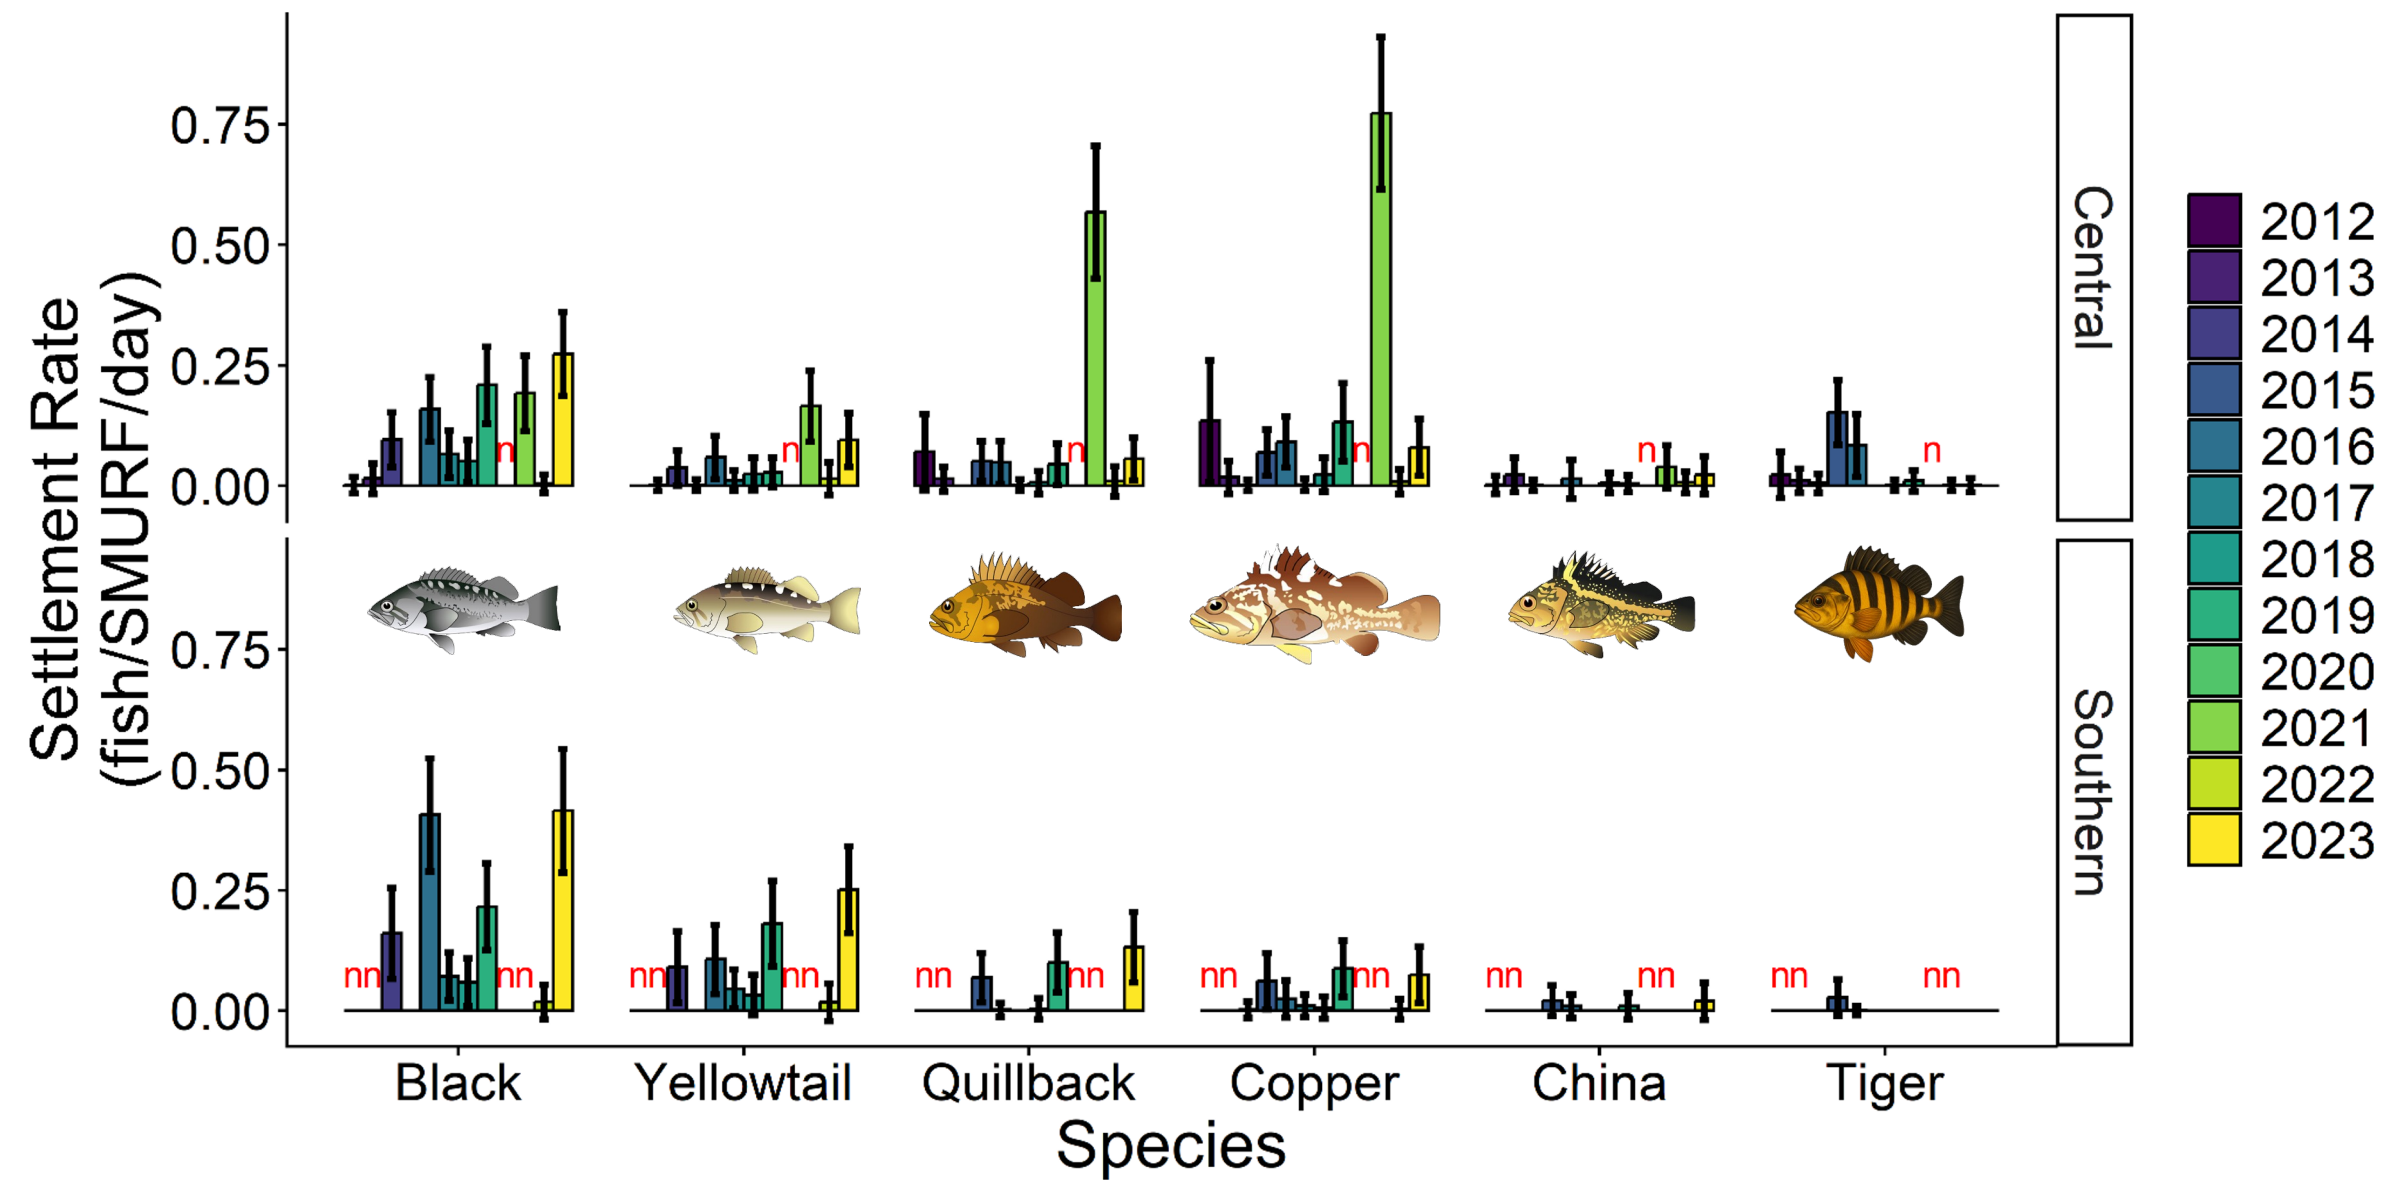 Settlement Rate
(fish/SMURF/day)
0.75
0.50
0.25
0.00
n
n
n
n
n
n
Central
0.75
0.50
0.25
0.00
nn
nn
nn
nn
nn
nn
nn
nn
nn
nn
nn
nn
Southern
Black
Yellowtail
Quillback
Copper
China
Tiger
Species
2012
2013
2014
2015
2016
2017
2018
2019
2020
2021
2022
2023